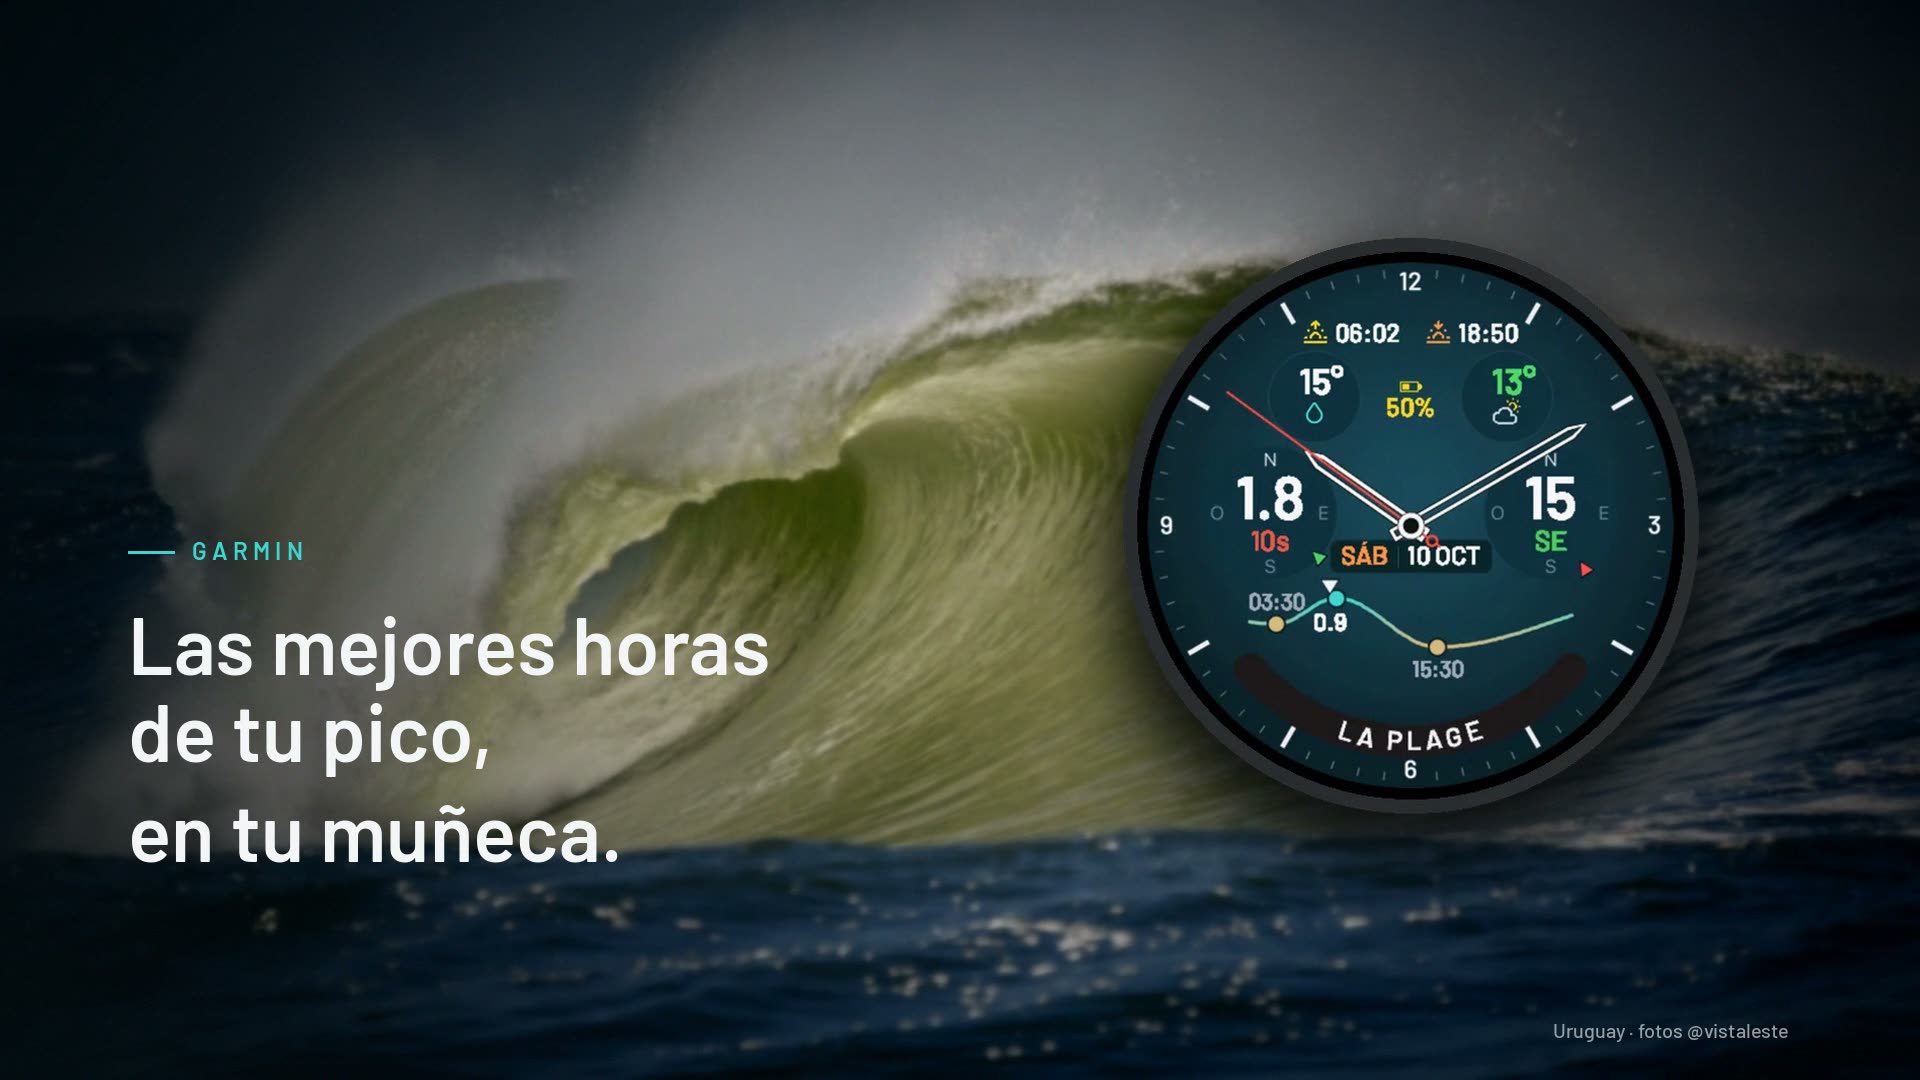 GARMIN
Las mejores horas
de tu pico,
en tu muñeca.
12
06:02 18:50
15º 50% 13º
N N
O 1.8 E O 15 E
9 3
10s SE
S S
SÁB 10 OCT
03:30
0.9
15:30
LA PLAGE
6
Uruguay · fotos @vistaleste